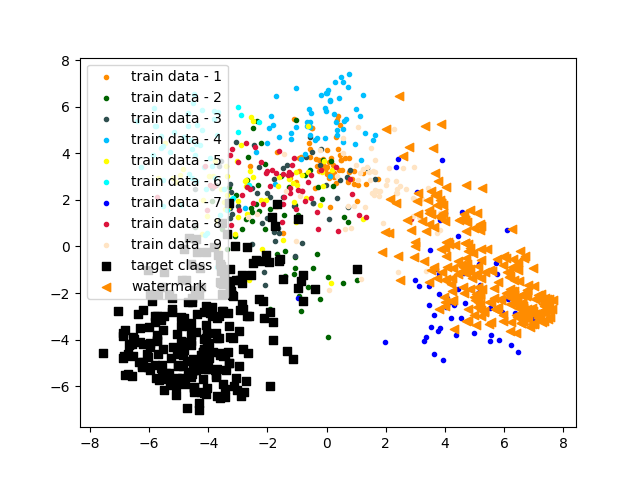 8
6
4
2
0
−2
−4
−6
−8 −6 −4 −2 0 2 4 6 8
train data - 1
train data - 2
train data - 3
train data - 4
train data - 5
train data - 6
train data - 7
train data - 8
train data - 9
target class
watermark